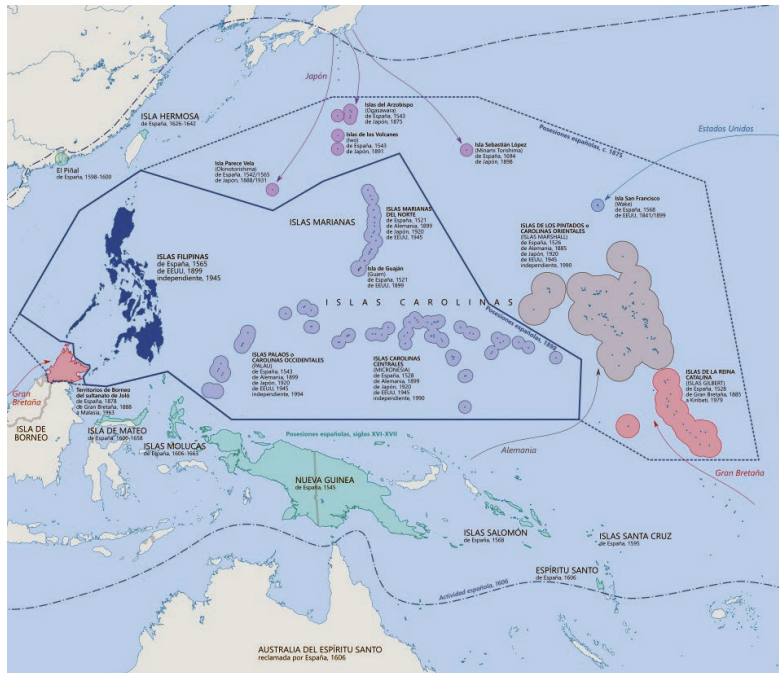 Japón
Islas del Arzobispo
(Ogasawara)
de España, 1543
de Japón, 1875
ISLA HERMOSA
de España, 1626-1642
Islas de los Volcanes
(Iwo)
de España, 1543
de Japón, 1891
Posesiones españolas, c. 1875
Estados Unidos
Isla Sebastián López
(Minami Torishima)
de España, 1694
de Japón, 1898
El Piñal
de España, 1598-1600
Isla Parece Vela
(Okinotorishima)
de España, 1542/1565
de Japón, 1888/1931
Isla San Francisco
(Wake)
de España, 1568
de EEUU, 1841/1899
ISLAS MARIANAS
ISLAS MARIANAS
DEL NORTE
de España, 1521
de Alemania, 1899
de Japón, 1920
de EEUU, 1945
ISLAS DE LOS PINTADOS o
CAROLINAS ORIENTALES
(ISLAS MARSHALL)
de España, 1526
de Alemania, 1885
de Japón, 1920
de EEUU, 1945
independiente, 1990
ISLAS FILIPINAS
de España, 1565
de EEUU, 1899
independiente, 1945
Isla de Guaján
(Guam)
de España, 1521
de EEUU, 1899
ISLAS CAROLINAS
Posesiones españolas, 1892
ISLAS PALAOS o
CAROLINAS OCCIDENTALES
(PALAU)
de España, 1543
de Alemania, 1899
de Japón, 1920
de EEUU, 1945
independiente, 1994
ISLAS CAROLINAS
CENTRALES
(MICRONESIA)
de España, 1528
de Alemania, 1899
de Japón, 1920
de EEUU, 1945
independiente, 1990
ISLAS DE LA REINA
CATALINA
(ISLAS GILBERT)
de España, 1528
de Gran Bretaña, 1885
a Kiribati, 1979
Gran
Bretaña
Territorios de Borneo
del sultanato de Joló
de España, 1878
de Gran Bretaña, 1888
a Malasia, 1963
ISLA DE
BORNEO
ISLA DE MATEO
de España, 1606-1658
ISLAS MOLUCAS
de España, 1606-1663
Posesiones españolas, siglos XVI-XVII
Alemania
Gran Bretaña
NUEVA GUINEA
de España, 1545
ISLAS SALOMÓN
de España, 1568
ISLAS SANTA CRUZ
de España, 1595
ESPÍRITU SANTO
de España, 1606
Actividad española, 1606
AUSTRALIA DEL ESPÍRITU SANTO
reclamada por España, 1606